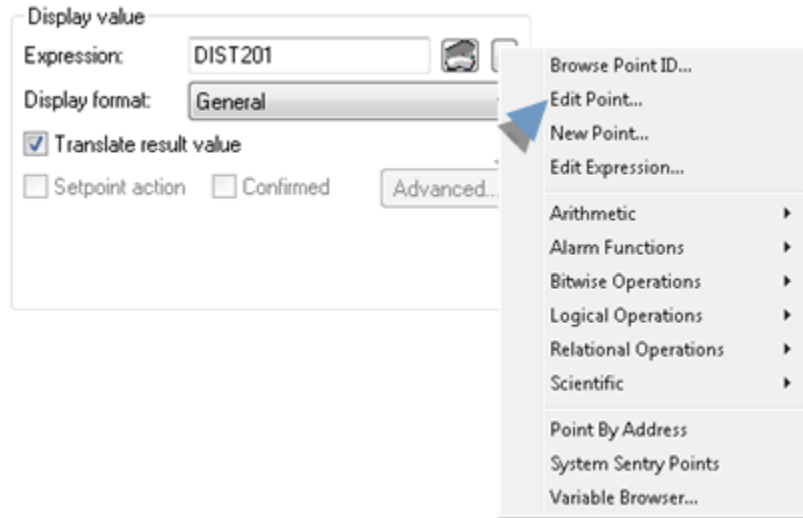 Display value
Expression: DIST201
Display format: General
Translate result value
Setpoint action Confirmed Advanced...
Browse Point ID...
Edit Point...
New Point...
Edit Expression...
Arithmetic
Alarm Functions
Bitwise Operations
Logical Operations
Relational Operations
Scientific
Point By Address
System Sentry Points
Variable Browser...